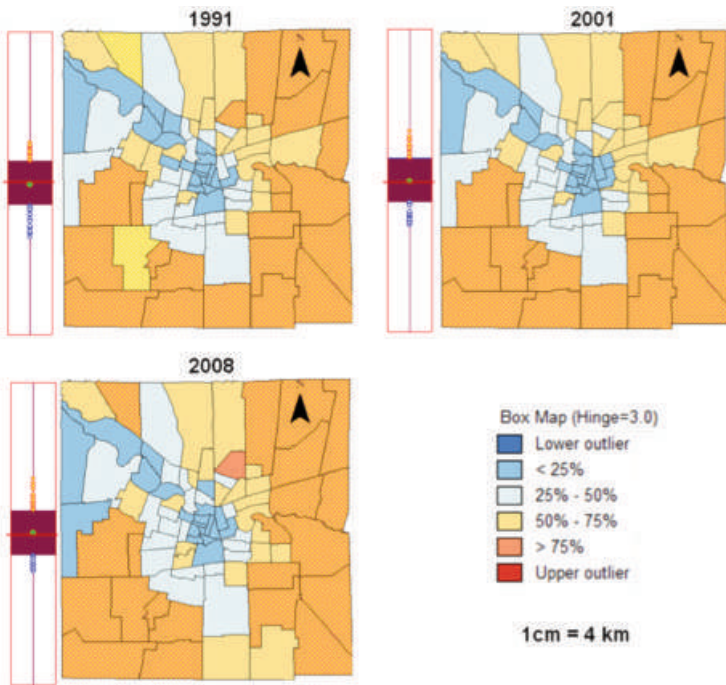 1991
2001
2008
Box Map (Hinge=3.0)
Lower outlier
< 25%
25% - 50%
50% - 75%
> 75%
Upper outlier
1cm = 4 km